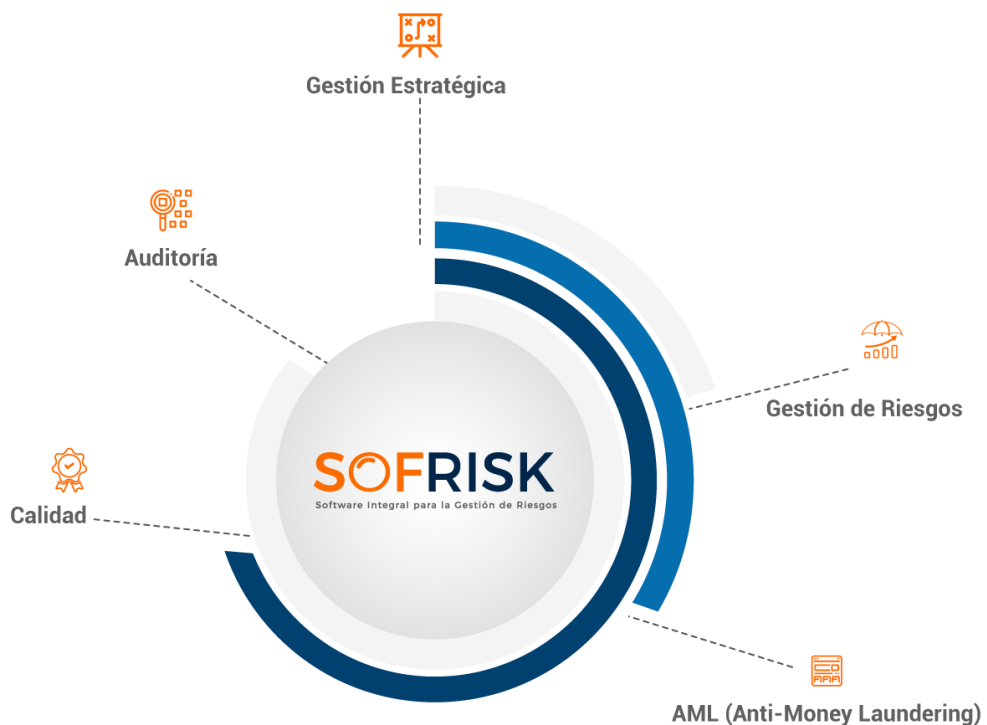 Gestión Estratégica
Auditoría
Gestión de Riesgos
SOFRISK
Software Integral para la Gestión de Riesgos
Calidad
AML (Anti-Money Laundering)